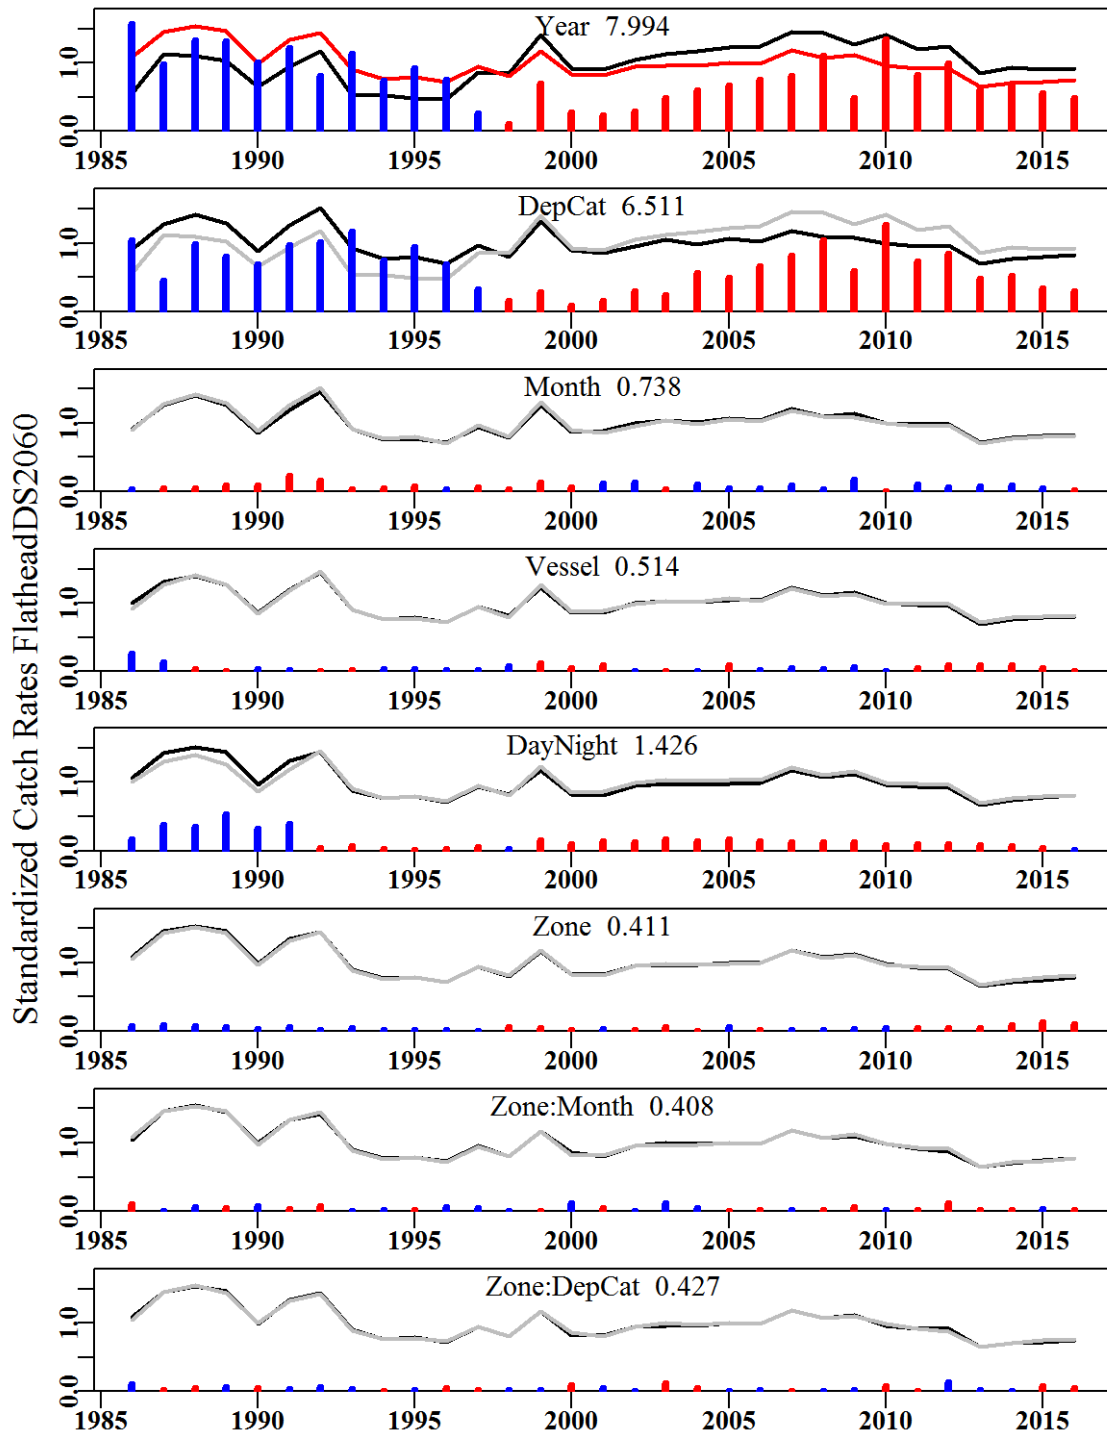 Standardized Catch Rates FlatheadDS2060
Year 7.994
0.0 1.0
1985 1990 1995 2000 2005 2010 2015
DepCat 6.511
0.0 1.0
1985 1990 1995 2000 2005 2010 2015
Month 0.738
0.0 1.0
1985 1990 1995 2000 2005 2010 2015
Vessel 0.514
0.0 1.0
1985 1990 1995 2000 2005 2010 2015
DayNight 1.426
0.0 1.0
1985 1990 1995 2000 2005 2010 2015
Zone 0.411
0.0 1.0
1985 1990 1995 2000 2005 2010 2015
Zone:Month 0.408
0.0 1.0
1985 1990 1995 2000 2005 2010 2015
Zone:DepCat 0.427
0.0 1.0
1985 1990 1995 2000 2005 2010 2015